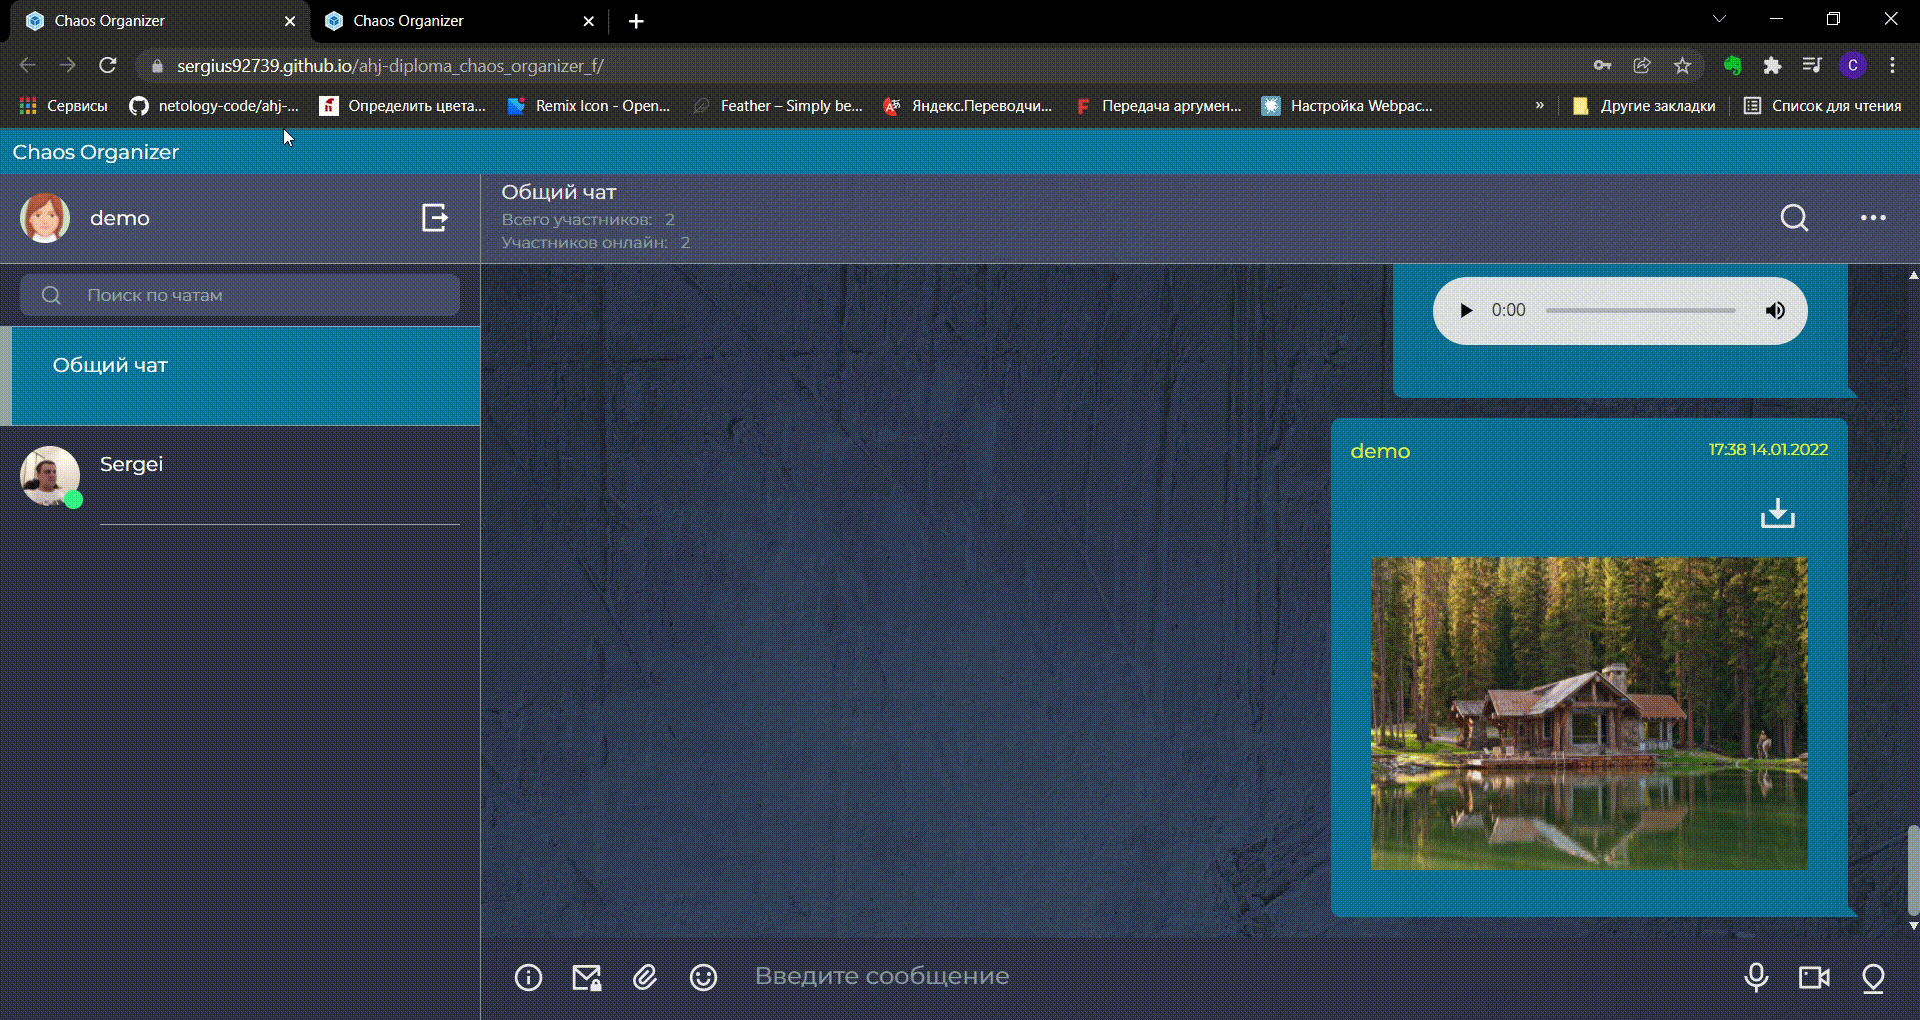 Chaos Organizer
Chaos Organizer
sergius92739.github.io/ahj-diploma_chaos_organizer_f/
C
Сервисы
netology-code/ahj-...
Определить цвета...
Remix Icon - Open...
Feather – Simply be...
Яндекс.Переводчи...
Передача аргумен...
Настройка Webpac...
»
Другие закладки
Список для чтения
Chaos Organizer
demo
Общий чат
Всего участников: 2
Участников онлайн: 2
Поиск по чатам
Общий чат
Sergei
0:00
demo
17:38 14.01.2022
Введите сообщение